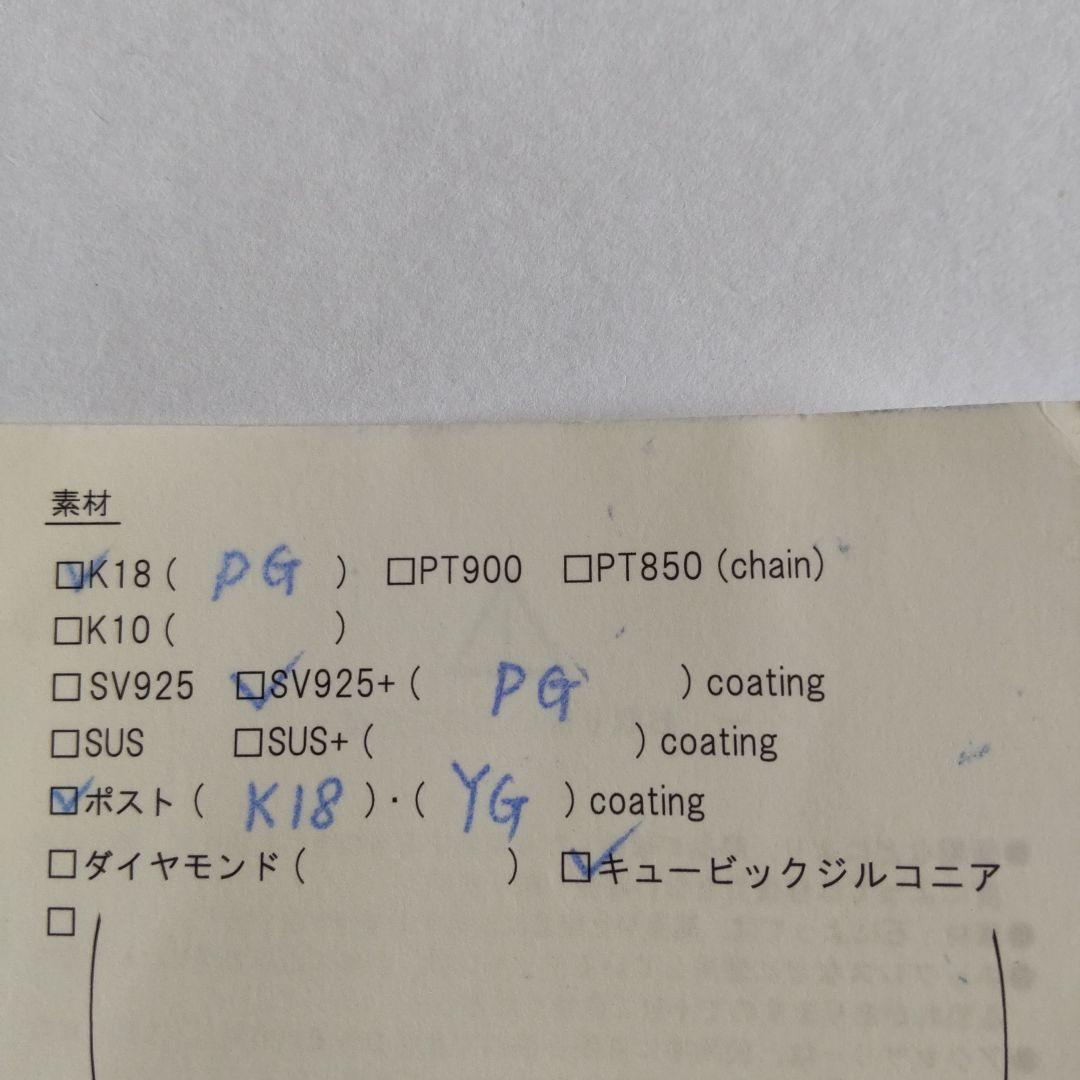 素材
☑K18 ( PG ) □PT900 □PT850 (chain)
□K10 ( )
□SV925 ☑SV925+ ( PG ) coating
□SUS □SUS+ ( ) coating
☑ポスト ( K18 )・( YG ) coating
□ダイヤモンド ( ) ☑キュービックジルコニア
□ ( )